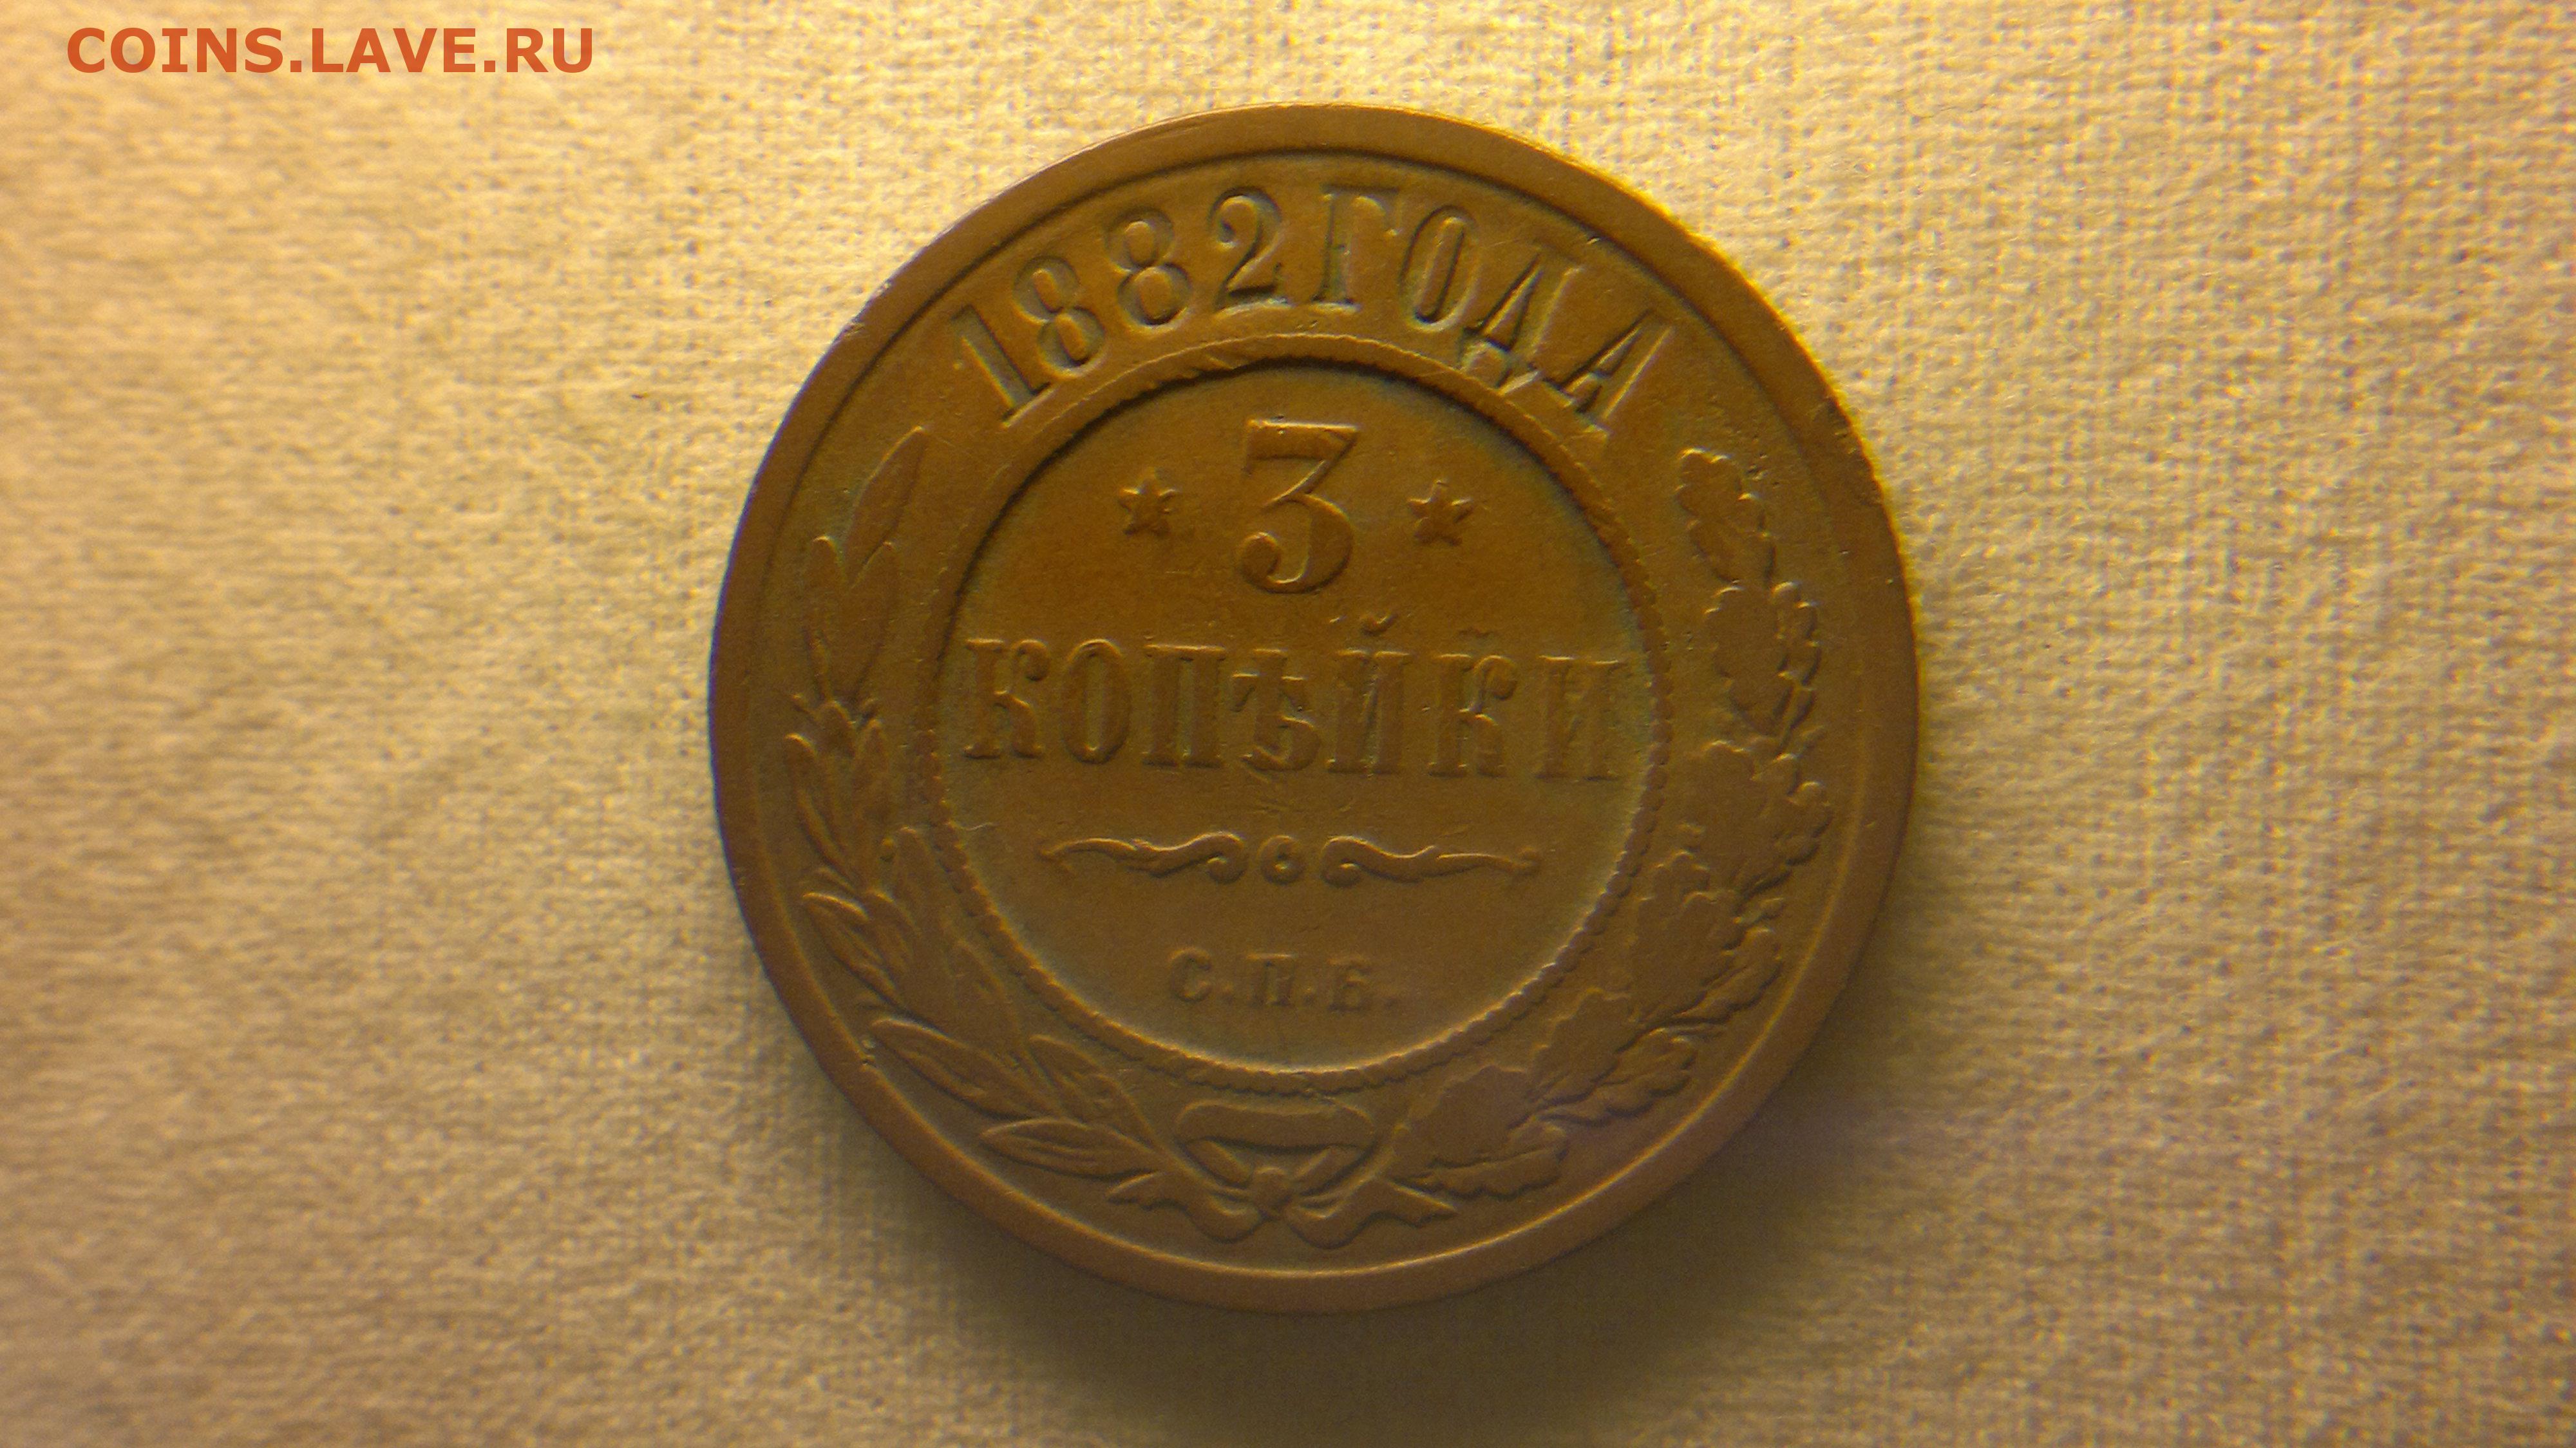 COINS.LAVE.RU
1882 ГОДА
3
КОПѢЙКИ
С.П.Б.